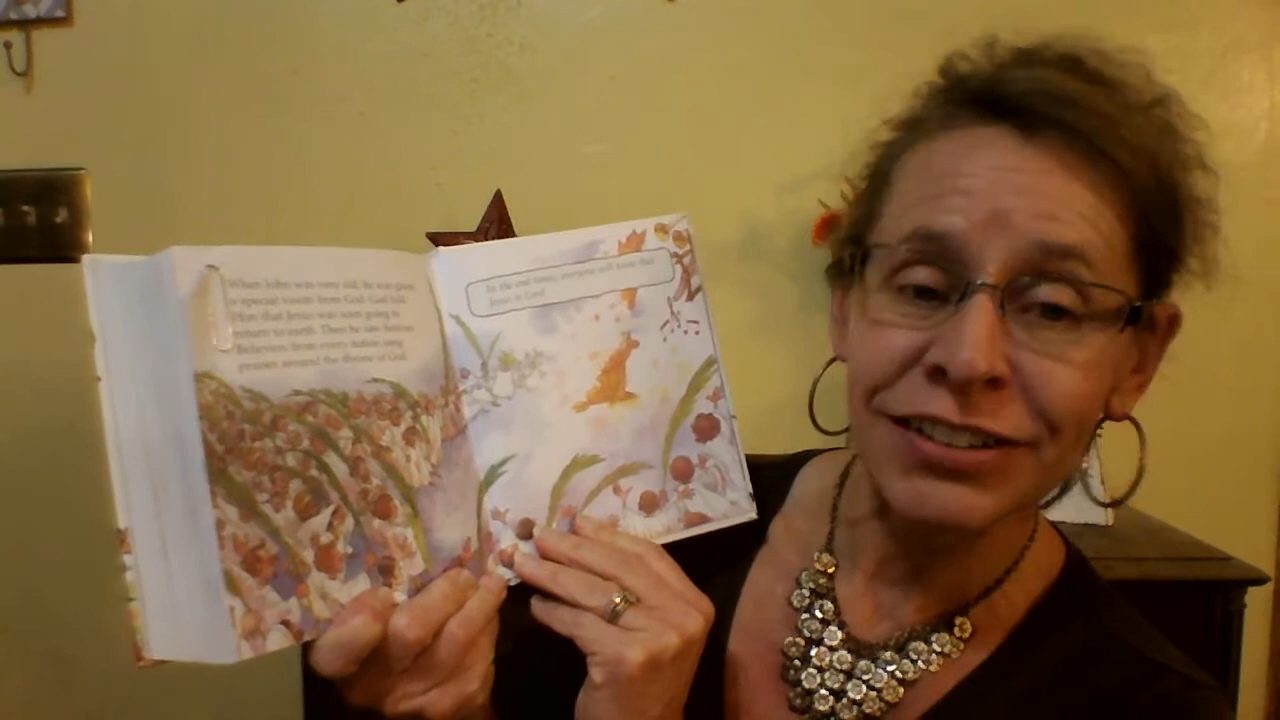 When John was very old, he was given
a special vision from God. God told
Him that Jesus was soon going to
return to earth. Then he saw
Believers from every nation sang
praises around the throne of God.
In the end times, everyone will know that
Jesus is Lord